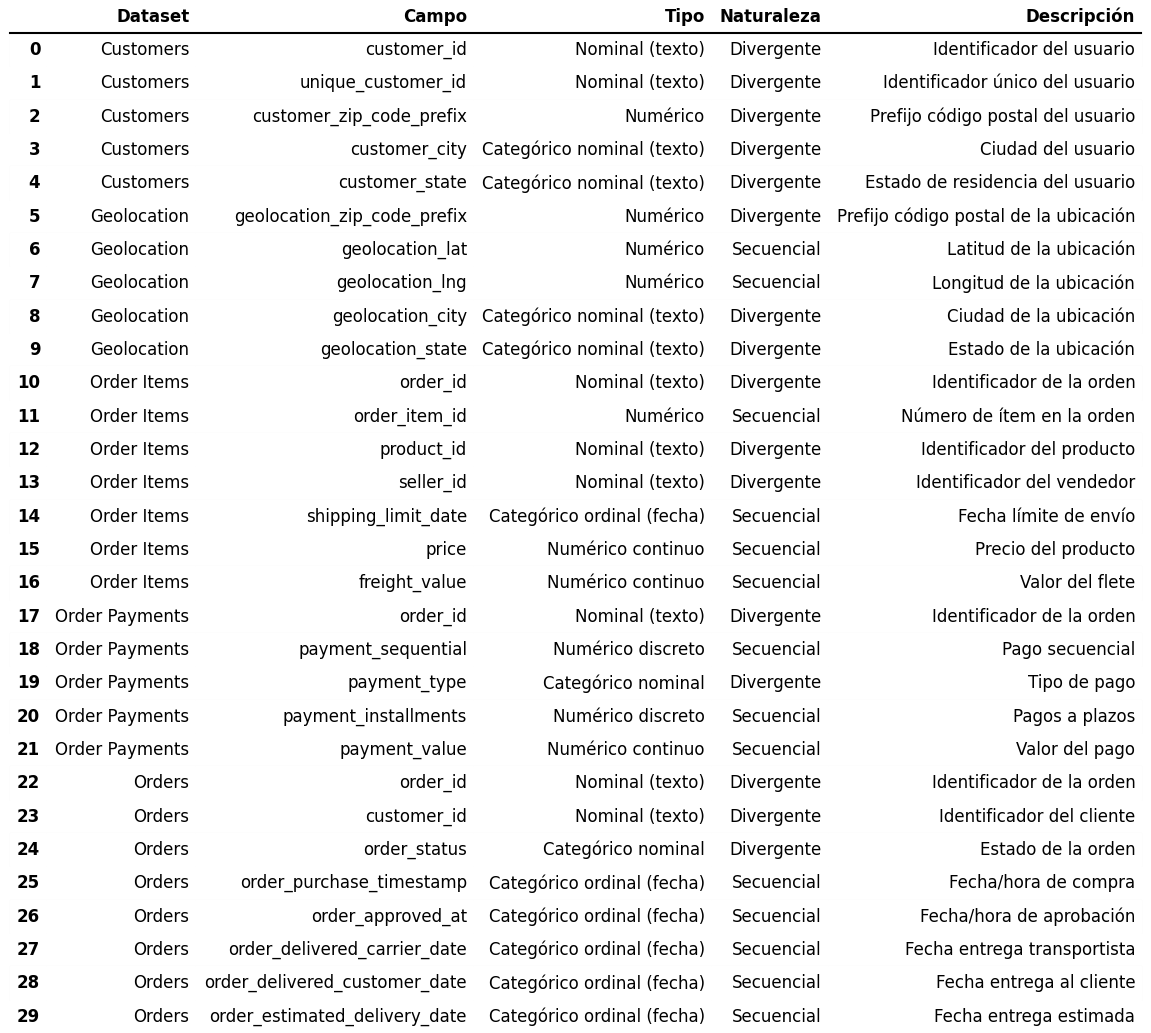 Dataset Campo Tipo Naturaleza Descripción
0 Customers customer_id Nominal (texto) Divergente Identificador del usuario
1 Customers unique_customer_id Nominal (texto) Divergente Identificador único del usuario
2 Customers customer_zip_code_prefix Numérico Divergente Prefijo código postal del usuario
3 Customers customer_city Categórico nominal (texto) Divergente Ciudad del usuario
4 Customers customer_state Categórico nominal (texto) Divergente Estado de residencia del usuario
5 Geolocation geolocation_zip_code_prefix Numérico Divergente Prefijo código postal de la ubicación
6 Geolocation geolocation_lat Numérico Secuencial Latitud de la ubicación
7 Geolocation geolocation_lng Numérico Secuencial Longitud de la ubicación
8 Geolocation geolocation_city Categórico nominal (texto) Divergente Ciudad de la ubicación
9 Geolocation geolocation_state Categórico nominal (texto) Divergente Estado de la ubicación
10 Order Items order_id Nominal (texto) Divergente Identificador de la orden
11 Order Items order_item_id Numérico Secuencial Número de ítem en la orden
12 Order Items product_id Nominal (texto) Divergente Identificador del producto
13 Order Items seller_id Nominal (texto) Divergente Identificador del vendedor
14 Order Items shipping_limit_date Categórico ordinal (fecha) Secuencial Fecha límite de envío
15 Order Items price Numérico continuo Secuencial Precio del producto
16 Order Items freight_value Numérico continuo Secuencial Valor del flete
17 Order Payments order_id Nominal (texto) Divergente Identificador de la orden
18 Order Payments payment_sequential Numérico discreto Secuencial Pago secuencial
19 Order Payments payment_type Categórico nominal Divergente Tipo de pago
20 Order Payments payment_installments Numérico discreto Secuencial Pagos a plazos
21 Order Payments payment_value Numérico continuo Secuencial Valor del pago
22 Orders order_id Nominal (texto) Divergente Identificador de la orden
23 Orders customer_id Nominal (texto) Divergente Identificador del cliente
24 Orders order_status Categórico nominal Divergente Estado de la orden
25 Orders order_purchase_timestamp Categórico ordinal (fecha) Secuencial Fecha/hora de compra
26 Orders order_approved_at Categórico ordinal (fecha) Secuencial Fecha/hora de aprobación
27 Orders order_delivered_carrier_date Categórico ordinal (fecha) Secuencial Fecha entrega transportista
28 Orders order_delivered_customer_date Categórico ordinal (fecha) Secuencial Fecha entrega al cliente
29 Orders order_estimated_delivery_date Categórico ordinal (fecha) Secuencial Fecha entrega estimada